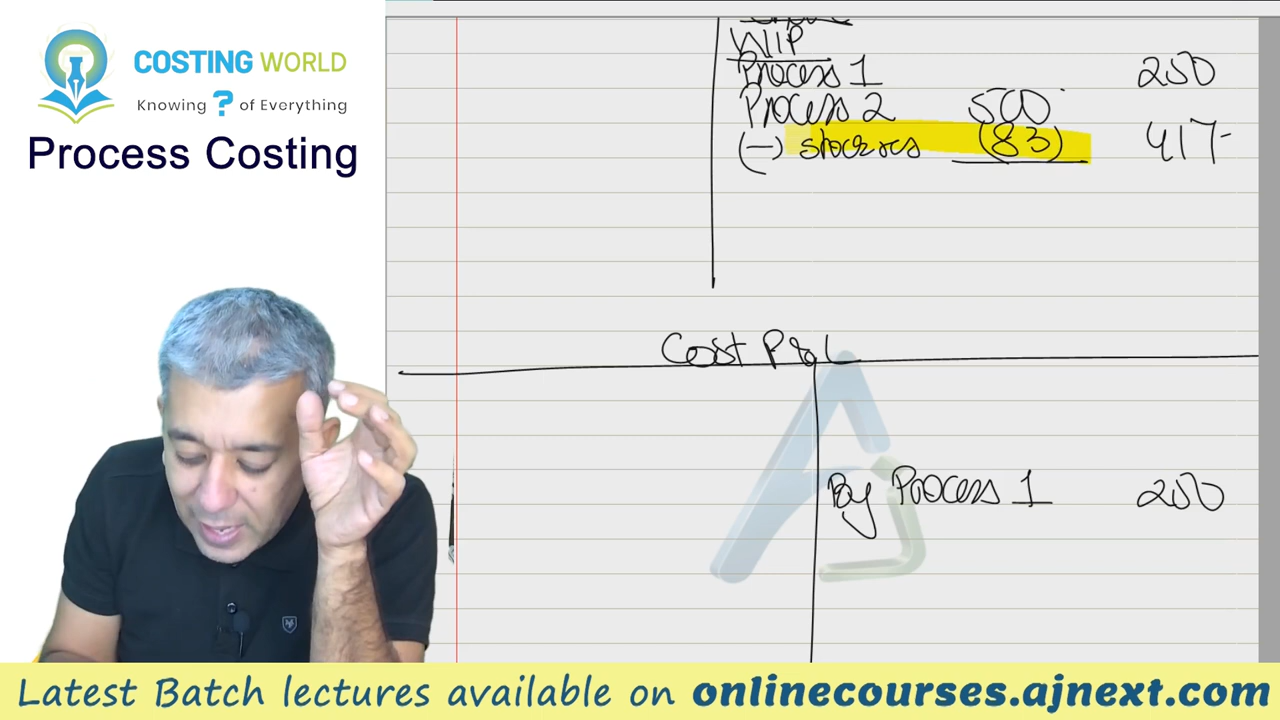 COSTING WORLD
Knowing ? of Everything
Process Costing
WIP
Process 1 250
Process 2 500
(-) (83) 417
Cost P&L
By Process 1 250
Latest Batch lectures available on onlinecourses.ajnext.com